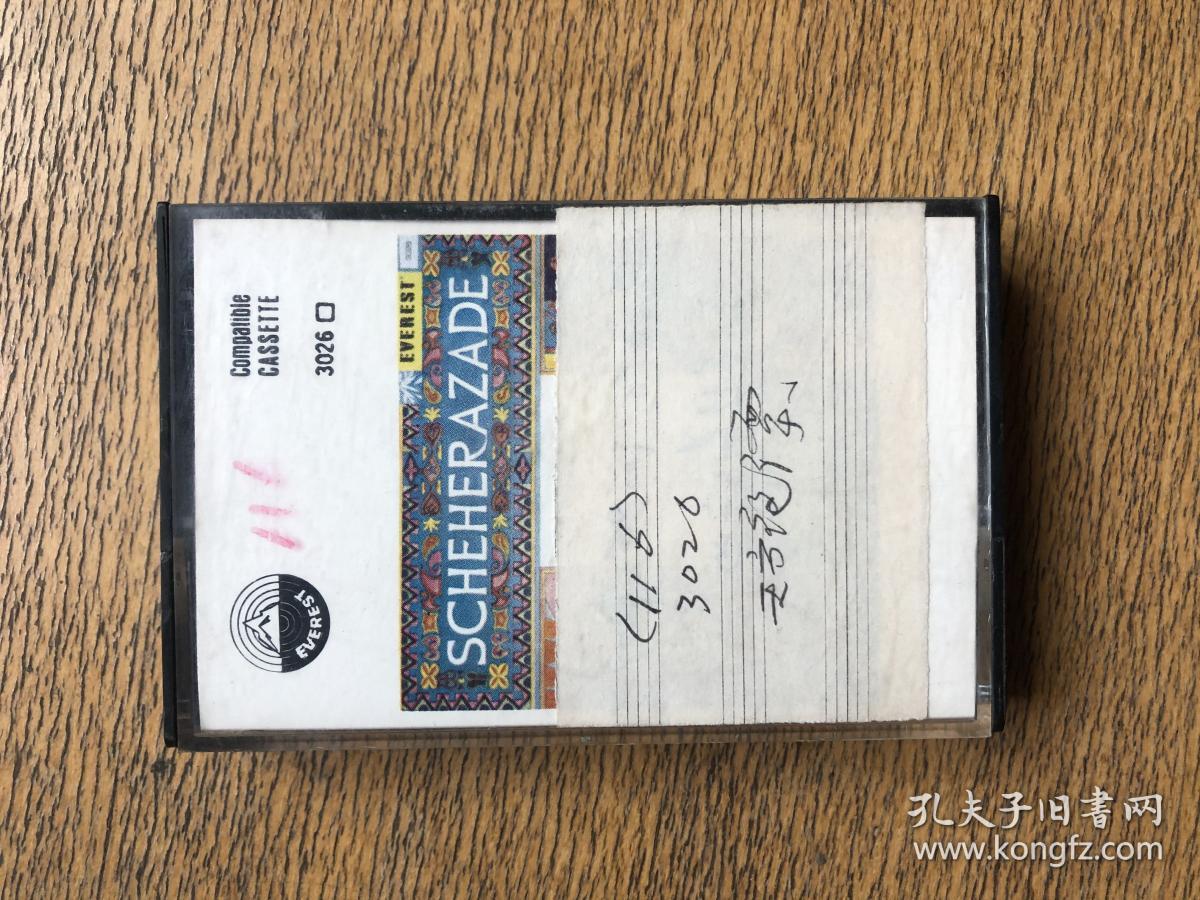 Compatible
CASSETTE
3026
EVEREST
EVEREST
SCHEHERAZADE
(116)
3026
天方夜谭
孔夫子旧書网
www.kongfz.com